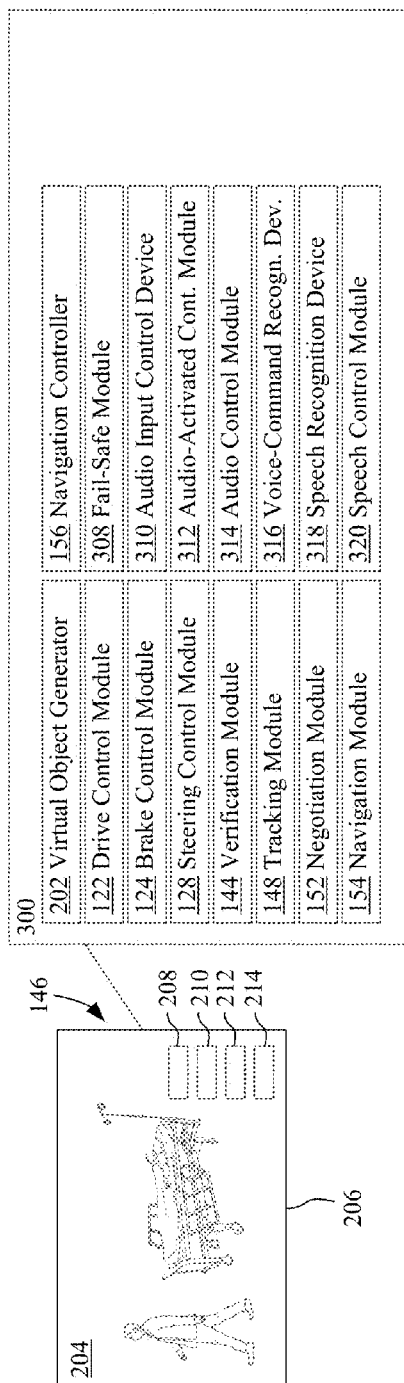 204
146
208
210
212
214
206
300
202 Virtual Object Generator
122 Drive Control Module
124 Brake Control Module
128 Steering Control Module
144 Verification Module
148 Tracking Module
152 Negotiation Module
154 Navigation Module
156 Navigation Controller
308 Fail-Safe Module
310 Audio Input Control Device
312 Audio-Activated Cont. Module
314 Audio Control Module
316 Voice-Command Recogn. Dev.
318 Speech Recognition Device
320 Speech Control Module